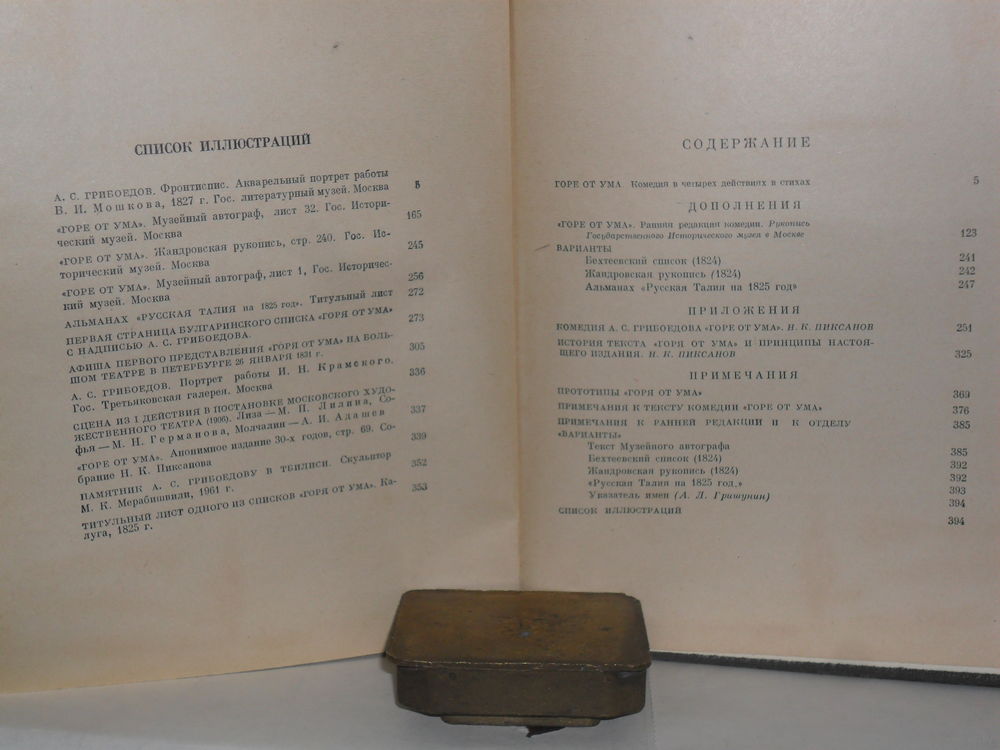 СПИСОК ИЛЛЮСТРАЦИЙ
А. С. ГРИБОЕДОВ. Фронтиспис. Акварельный портрет работы
В. И. Мошкова, 1827 г. Гос. литературный музей. Москва 5
«ГОРЕ ОТ УМА». Музейный автограф, лист 32. Гос. Истори-
ческий музей. Москва 165
«ГОРЕ ОТ УМА». Жандровская рукопись, стр. 240. Гос. Ис-
торический музей. Москва 245
«ГОРЕ ОТ УМА». Музейный автограф, лист 1, Гос. Историчес-
кий музей. Москва 256
АЛЬМАНАХ «РУССКАЯ ТАЛИЯ на 1825 год». Титульный лист 272
ПЕРВАЯ СТРАНИЦА БУЛГАРИНСКОГО СПИСКА «ГОРЯ ОТ УМА»
С НАДПИСЬЮ А. С. ГРИБОЕДОВА. 273
АФИША ПЕРВОГО ПРЕДСТАВЛЕНИЯ «ГОРЯ ОТ УМА» НА БОЛЬ-
ШОМ ТЕАТРЕ В ПЕТЕРБУРГЕ 26 ЯНВАРЯ 1831 г. 305
А. С. ГРИБОЕДОВ. Портрет работы И. Н. Крамского.
Гос. Третьяковская галерея. Москва 336
СЦЕНА ИЗ I ДЕЙСТВИЯ В ПОСТАНОВКЕ МОСКОВСКОГО ХУДО-
ЖЕСТВЕННОГО ТЕАТРА (1906). Лиза — М. П. Лилина, Со-
фья — М. Н. Германова, Молчалин — А. И. Адашев 337
«ГОРЕ ОТ УМА». Анонимное издание 30-х годов, стр. 69. Со-
брание Н. К. Пиксанова 339
ПАМЯТНИК А. С. ГРИБОЕДОВУ В ТБИЛИСИ. Скульптор
М. К. Мерабишвили, 1961 г. 352
ТИТУЛЬНЫЙ ЛИСТ ОДНОГО ИЗ СПИСКОВ «ГОРЯ ОТ УМА». Ка-
луга, 1825 г. 353
СОДЕРЖАНИЕ
ГОРЕ ОТ УМА. Комедия в четырех действиях в стихах 5
ДОПОЛНЕНИЯ
«ГОРЕ ОТ УМА». Ранняя редакция комедии. Рукопись
Государственного Исторического музея в Москве 123
ВАРИАНТЫ
Бехтеевский список (1824) 241
Жандровская рукопись (1824) 242
Альманах «Русская Талия на 1825 год» 247
ПРИЛОЖЕНИЯ
КОМЕДИЯ А. С. ГРИБОЕДОВА «ГОРЕ ОТ УМА». Н. К. ПИКСАНОВ 251
ИСТОРИЯ ТЕКСТА «ГОРЯ ОТ УМА» И ПРИНЦИПЫ НАСТОЯ-
ЩЕГО ИЗДАНИЯ. Н. К. ПИКСАНОВ 325
ПРИМЕЧАНИЯ
ПРОТОТИПЫ «ГОРЯ ОТ УМА» 369
ПРИМЕЧАНИЯ К ТЕКСТУ КОМЕДИИ «ГОРЕ ОТ УМА» 376
ПРИМЕЧАНИЯ К РАННЕЙ РЕДАКЦИИ И К ОТДЕЛУ 385
«ВАРИАНТЫ»
Текст Музейного автографа 385
Бехтеевский список (1824) 392
Жандровская рукопись (1824) 392
«Русская Талия на 1825 год.» 393
Указатель имен (А. Л. Гришунин) 394
СПИСОК ИЛЛЮСТРАЦИЙ 394